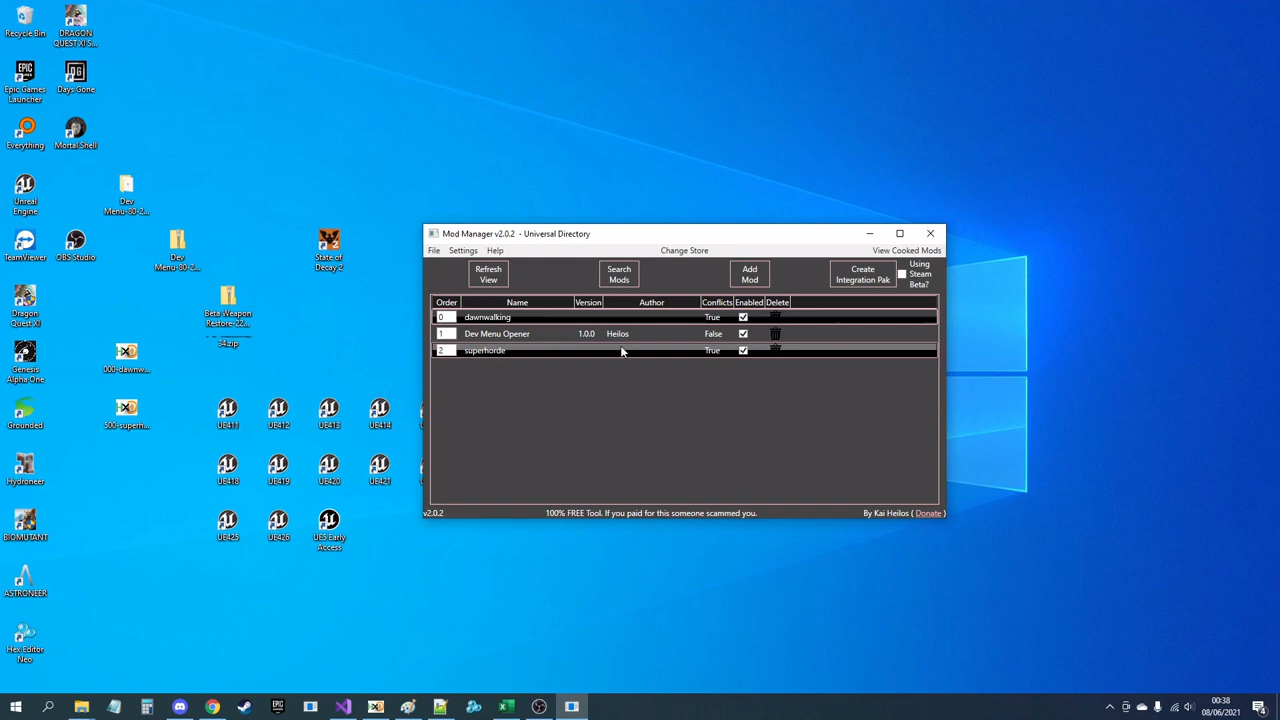 Recycle Bin
DRAGON QUEST XI S...
Epic Games Launcher
Days Gone
Everything
Mortal Shell
Unreal Engine
Dev Menu-80-2...
TeamViewer
OBS Studio
Dev Menu-80-2...
State of Decay 2
Dragon Quest XI
Beta Weapon Restore-22...
34.zip
Genesis Alpha One
000-dawnw...
Grounded
500-superh...
UE411
UE412
UE413
UE414
Hydroneer
UE418
UE419
UE420
UE421
BIOMUTANT
UE425
UE426
UE5 Early Access
ASTRONEER
Hex Editor Neo
Mod Manager v2.0.2 - Universal Directory
File Settings Help Change Store View Cooked Mods
Refresh View
Search Mods
Add Mod
Create Integration Pak
Using Steam Beta?
Order Name Version Author Conflicts Enabled Delete
0 dawnwalking True
1 Dev Menu Opener 1.0.0 Heilos False
2 superhorde True
v2.0.2 100% FREE Tool. If you paid for this someone scammed you. By Kai Heilos ( Donate )
00:38
08/06/2021
4